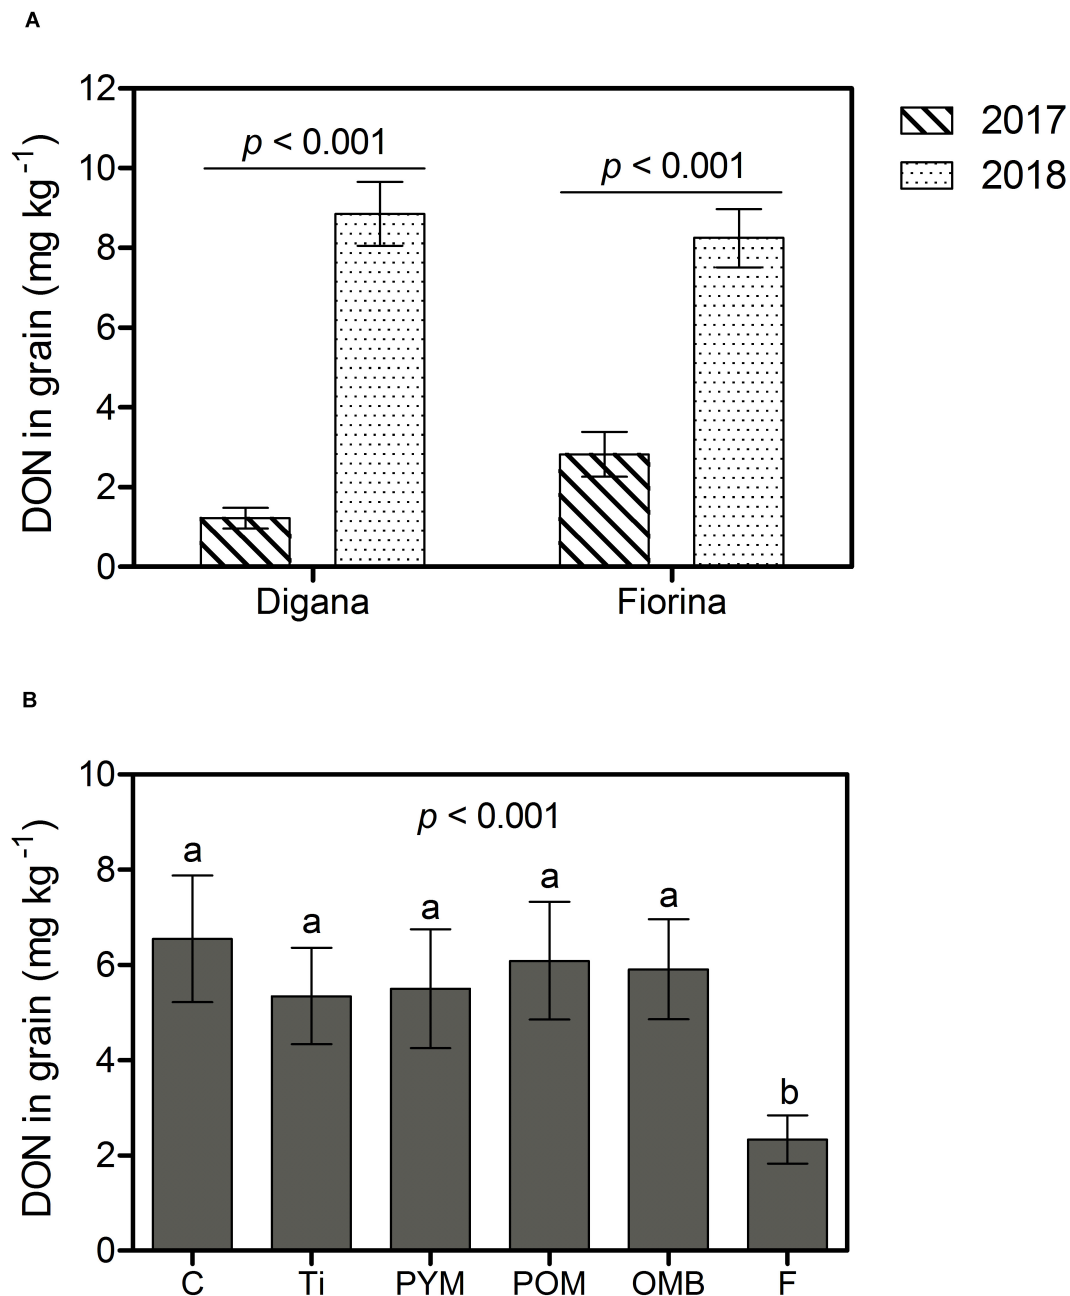 A
DON in grain (mg kg-1)
12
10
8
6
4
2
0
p < 0.001
p < 0.001
2017
2018
Digana
Fiorina
B
DON in grain (mg kg-1)
10
8
6
4
2
0
p < 0.001
a
a
a
a
a
b
C
Ti
PYM
POM
OMB
F